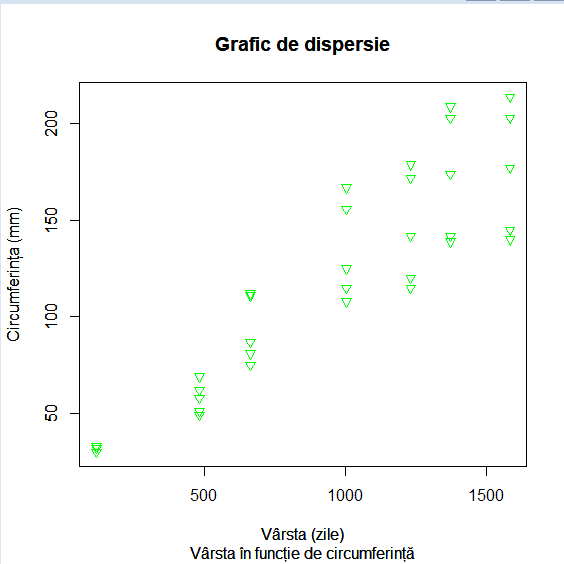 Grafic de dispersie
200
150
100
50
Circumferința (mm)
500 1000 1500
Vârsta (zile)
Vârsta în funcție de circumferință